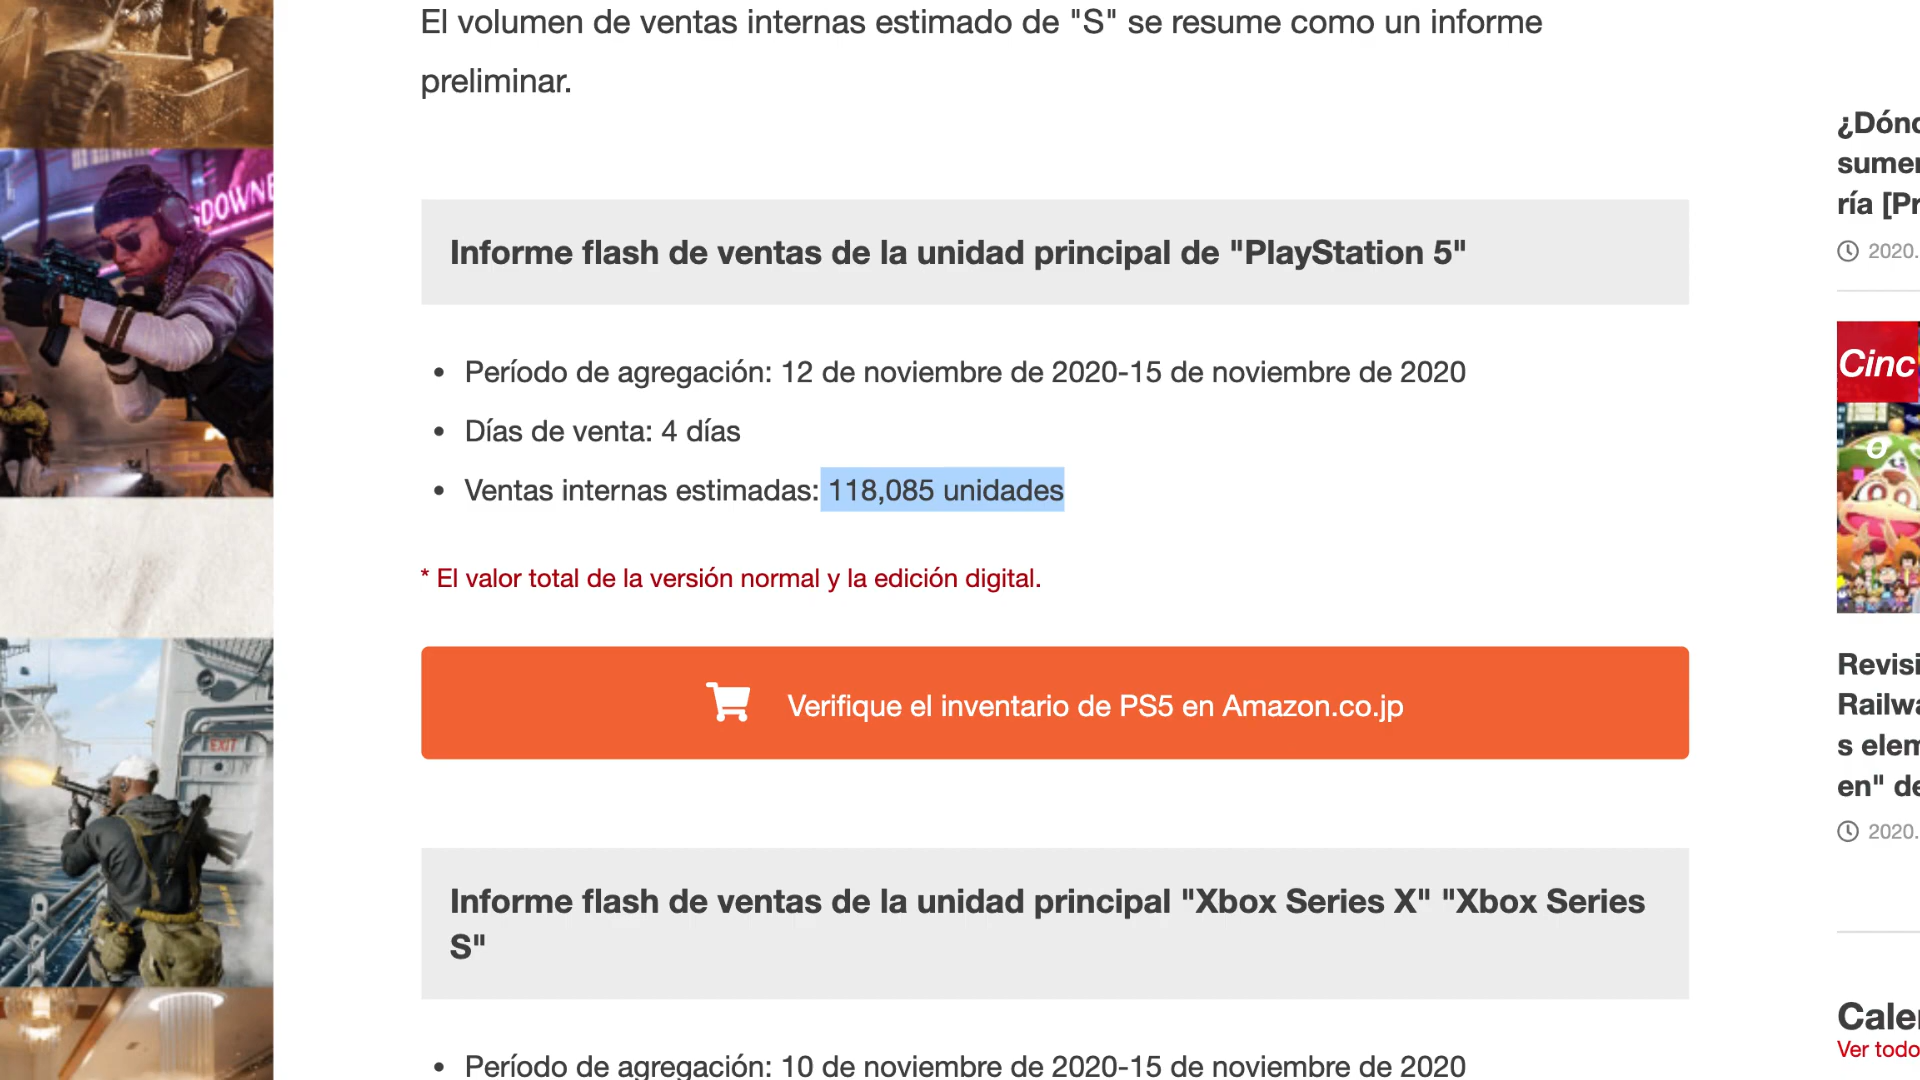 El volumen de ventas internas estimado de "S" se resume como un informe
preliminar.
Informe flash de ventas de la unidad principal de "PlayStation 5"
• Período de agregación: 12 de noviembre de 2020-15 de noviembre de 2020
• Días de venta: 4 días
• Ventas internas estimadas: 118,085 unidades
* El valor total de la versión normal y la edición digital.
Verifique el inventario de PS5 en Amazon.co.jp
Informe flash de ventas de la unidad principal "Xbox Series X" "Xbox Series
S"
• Período de agregación: 10 de noviembre de 2020-15 de noviembre de 2020
DOWNE
EXIT
¿Dónd
sumer
ría [Pr
2020.
Cinc
o
Revisi
Railwa
s elem
en" de
2020.
Caler
Ver todo